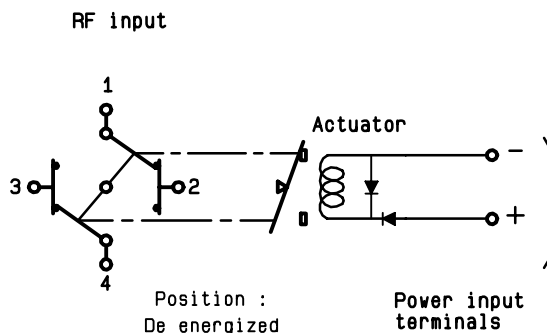 RF input
1
Actuator
-
3
2
+
4
Position :
De energized
Power input
terminals